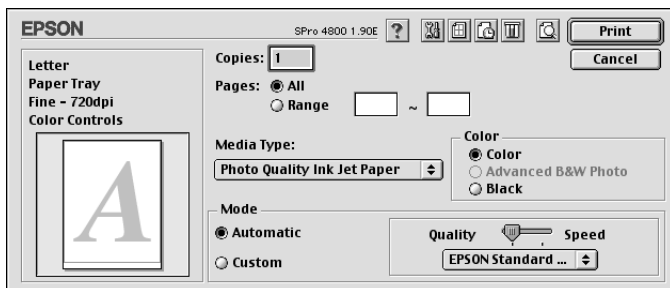 EPSON
SPro 4800 1.90E ?
Print
Cancel
Letter
Paper Tray
Fine - 720dpi
Color Controls
A
Copies: 1
Pages: All
Range ~
Media Type:
Photo Quality Ink Jet Paper
Color
Color
Advanced B&W Photo
Black
Mode
Automatic
Custom
Quality Speed
EPSON Standard ...